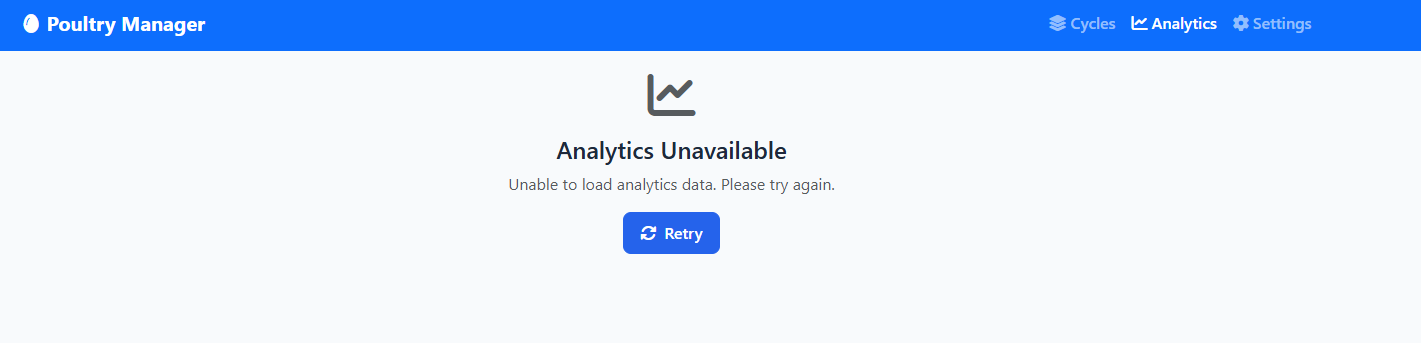 Poultry Manager
Cycles
Analytics
Settings
Analytics Unavailable
Unable to load analytics data. Please try again.
Retry